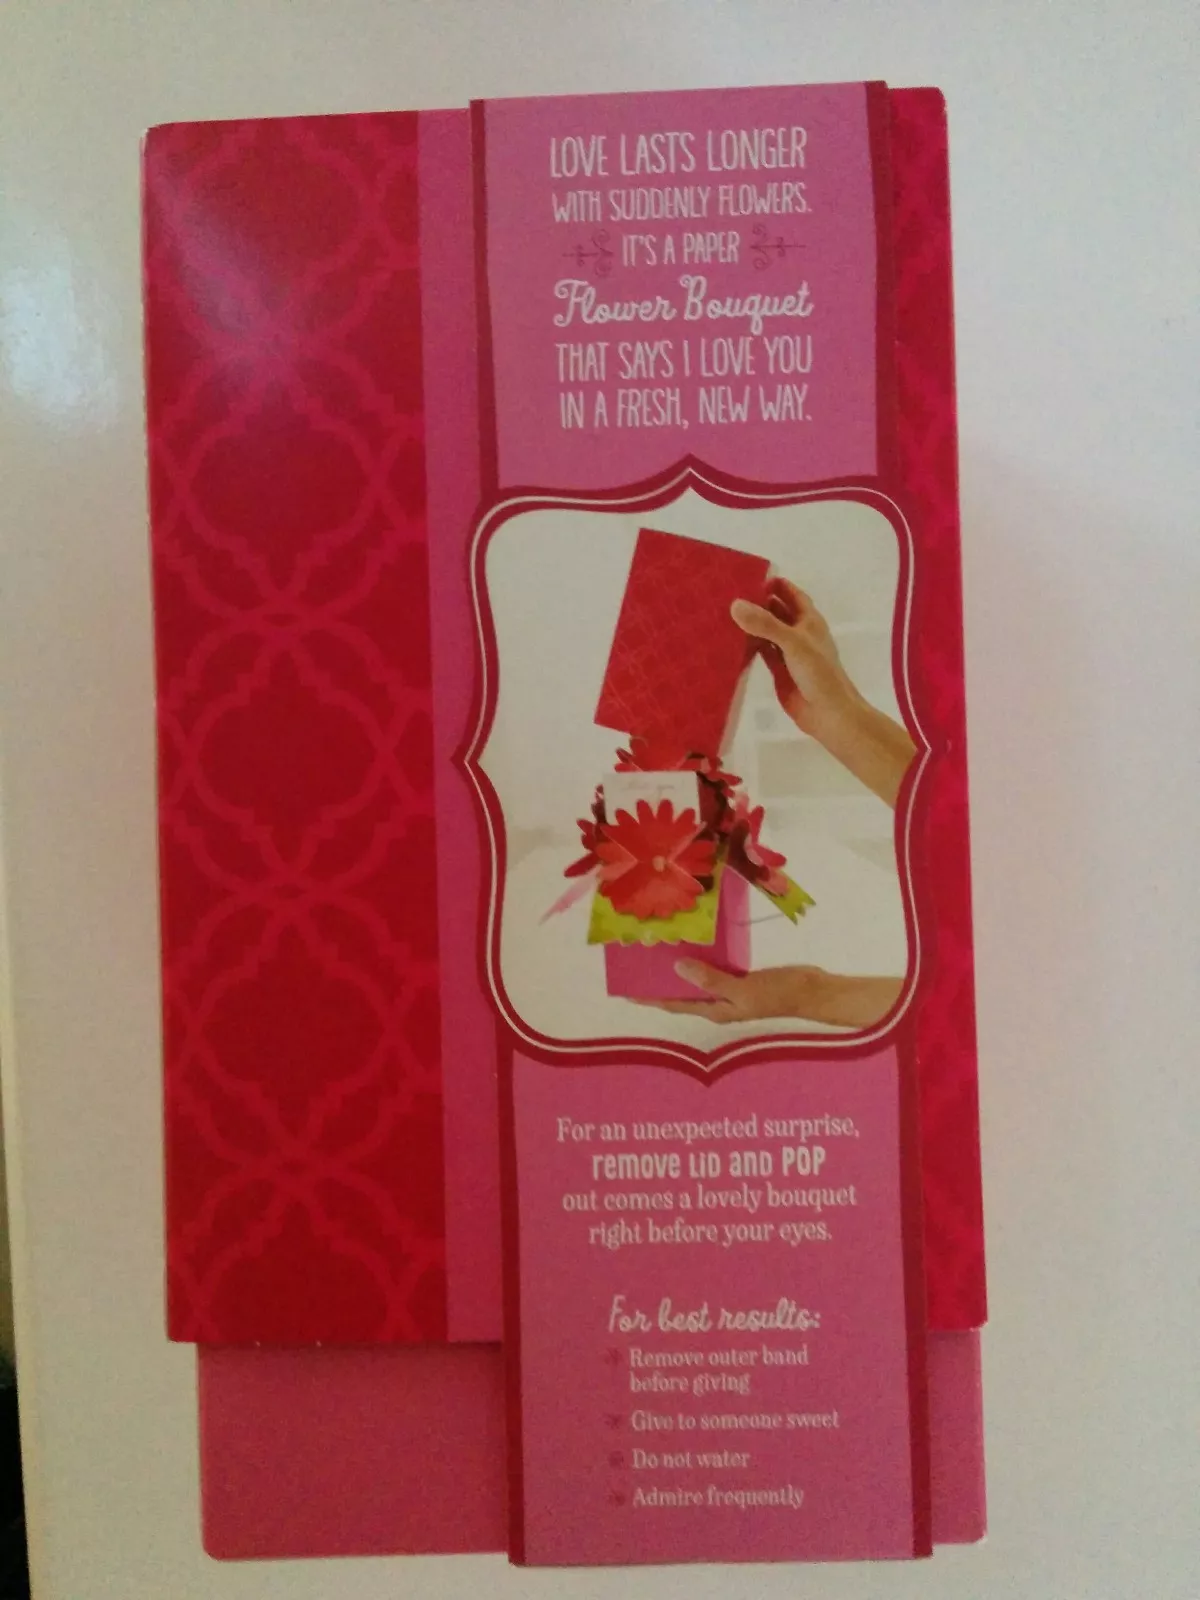 LOVE LASTS LONGER
WITH SUDDENLY FLOWERS.
IT'S A PAPER
Flower Bouquet
THAT SAYS I LOVE YOU
IN A FRESH, NEW WAY.
For an unexpected surprise,
remove LID and POP
out comes a lovely bouquet
right before your eyes.
For best results:
Remove outer band
before giving
Give to someone sweet
Do not water
Admire frequently